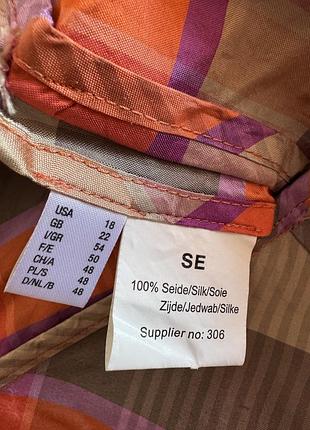 USA 18
GB 22
I/GR 54
F/E 50
CH/A 48
PL/S 48
D/NL/B 48
SE
100% Seide/Silk/Soie
Zijde/Jedwab/Silke
Supplier no: 306